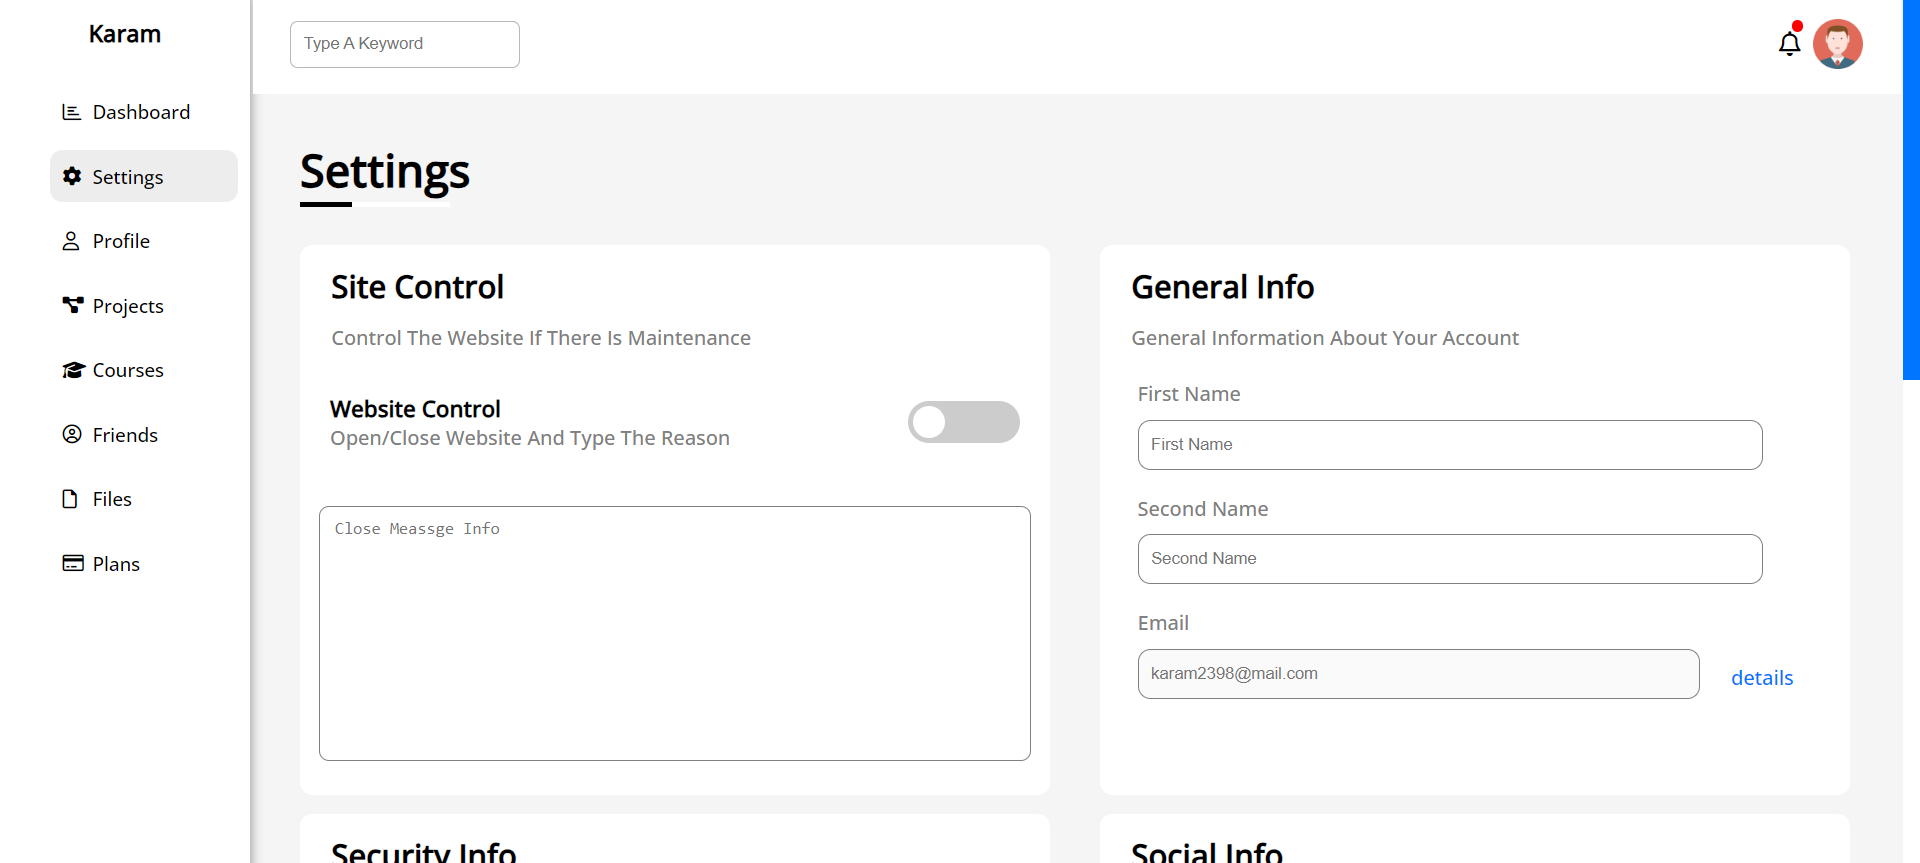 Karam
Dashboard
Settings
Profile
Projects
Courses
Friends
Files
Plans
Type A Keyword
Settings
Site Control
Control The Website If There Is Maintenance
Website Control
Open/Close Website And Type The Reason
Close Meassge Info
General Info
General Information About Your Account
First Name
First Name
Second Name
Second Name
Email
karam2398@mail.com
details
Security Info
Social Info